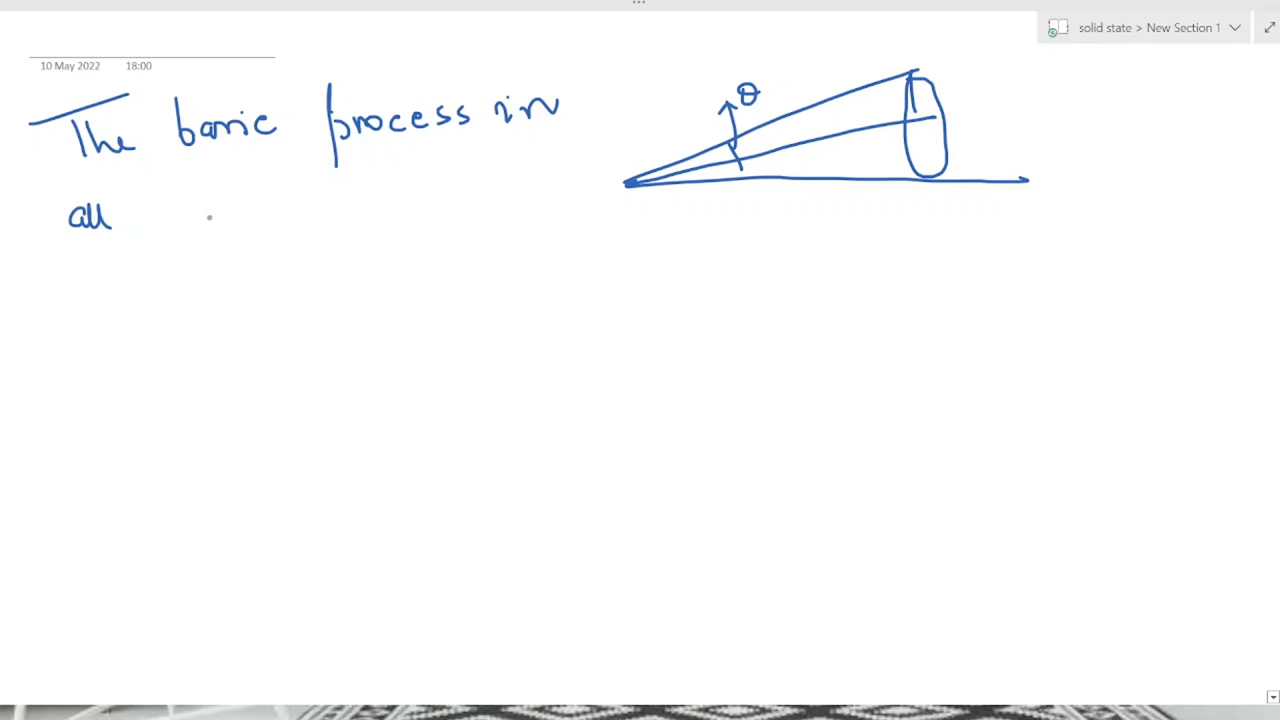 solid state > New Section 1
10 May 2022 18:00
The basic process in
all
θ